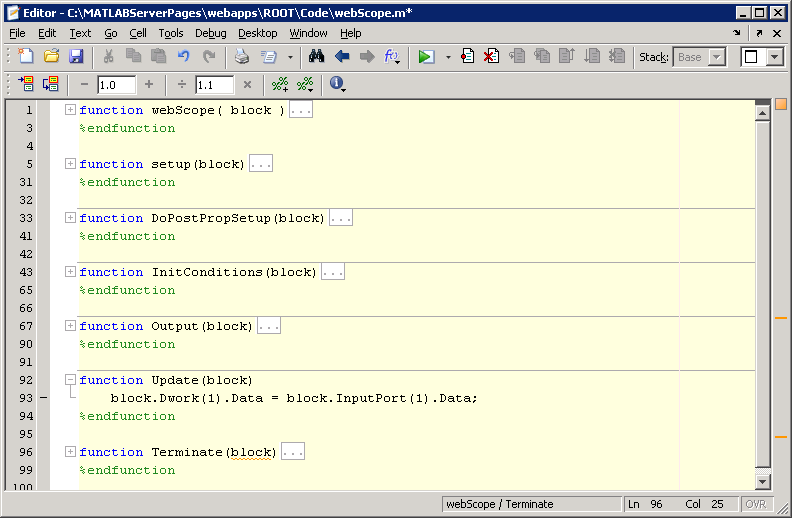 Editor - C:\MATLABServerPages\webapps\ROOT\Code\webScope.m*
File Edit Text Go Cell Tools Debug Desktop Window Help
Stack: Base
1.0 1.1
1 function webScope( block ) ...
3 %endfunction
4
5 function setup(block) ...
31 %endfunction
32
33 function DoPostPropSetup(block) ...
41 %endfunction
42
43 function InitConditions(block) ...
65 %endfunction
66
67 function Output(block) ...
90 %endfunction
91
92 function Update(block)
93 block.Dwork(1).Data = block.InputPort(1).Data;
94 %endfunction
95
96 function Terminate(block) ...
99 %endfunction
100
webScope / Terminate Ln 96 Col 25 OVR